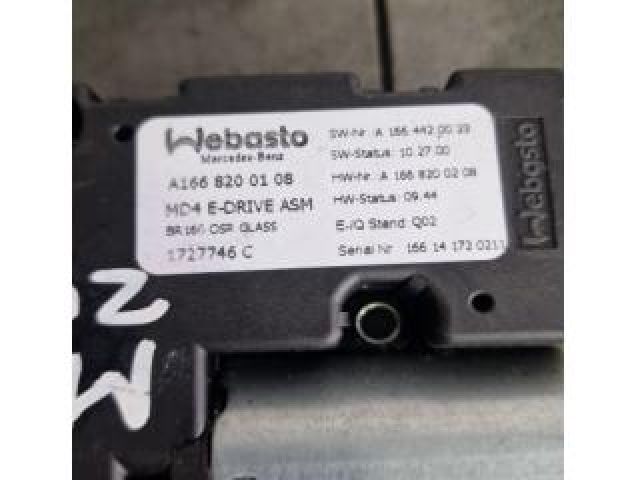 Webasto
Mercedes-Benz
A166 820 01 08
MD4 E-DRIVE ASM
BR166 OSR GLASS
1727746 C
SW-Nr. A 166 442 00 23
SW-Status: 10 27.00
HW-Nr. A 166 820 02 08
HW-Status: 09.44
E-/Q Stand: Q02
Serial Nr 166 14 172 0211
Webasto